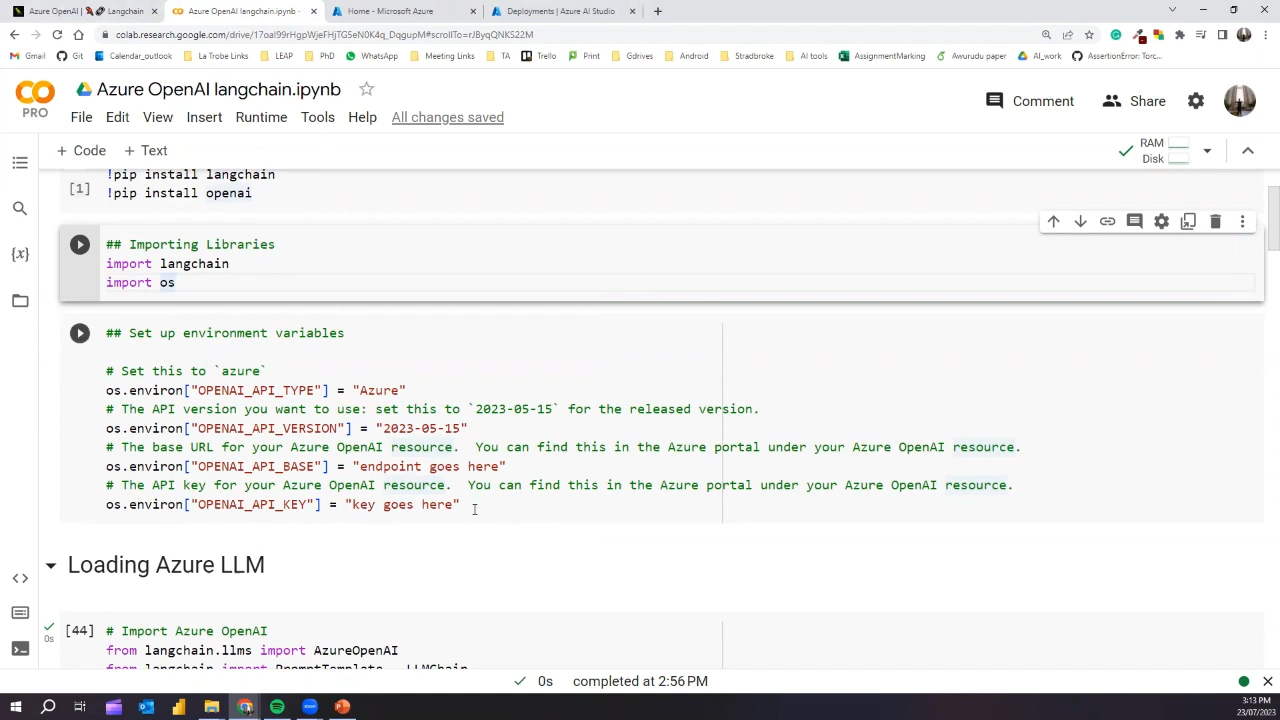 Azure OpenAI | 🦜🔗 Langchain
Azure OpenAI langchain.ipynb -
Home - Microsoft Azure
Deployments | Azure AI Studio
colab.research.google.com/drive/17oal99rHgpWjeFHjTGSeN0K4q_DqgupM#scrollTo=rJByqQNKS22M
Gmail
Git
Calendar_outlook
La Trobe Links
LEAP
PhD
WhatsApp
Meeting Links
TA
Trello
Print
Gdrives
Android
Stradbroke
AI tools
AssignmentMarking
Awurudu paper
AI_work
AssertionError: Torc...
CO
PRO
Azure OpenAI langchain.ipynb
Comment
Share
File Edit View Insert Runtime Tools Help All changes saved
+ Code + Text
RAM
Disk
!pip install langchain
[1]
!pip install openai
## Importing Libraries
import langchain
import os
## Set up environment variables
# Set this to `azure`
os.environ["OPENAI_API_TYPE"] = "Azure"
# The API version you want to use: set this to `2023-05-15` for the released version.
os.environ["OPENAI_API_VERSION"] = "2023-05-15"
# The base URL for your Azure OpenAI resource.  You can find this in the Azure portal under your Azure OpenAI resource.
os.environ["OPENAI_API_BASE"] = "endpoint goes here"
# The API key for your Azure OpenAI resource.  You can find this in the Azure portal under your Azure OpenAI resource.
os.environ["OPENAI_API_KEY"] = "key goes here"
Loading Azure LLM
[44]
0s
# Import Azure OpenAI
from langchain.llms import AzureOpenAI
from langchain import PromptTemplate, LLMChain
0s completed at 2:56 PM
3:13 PM
23/07/2023